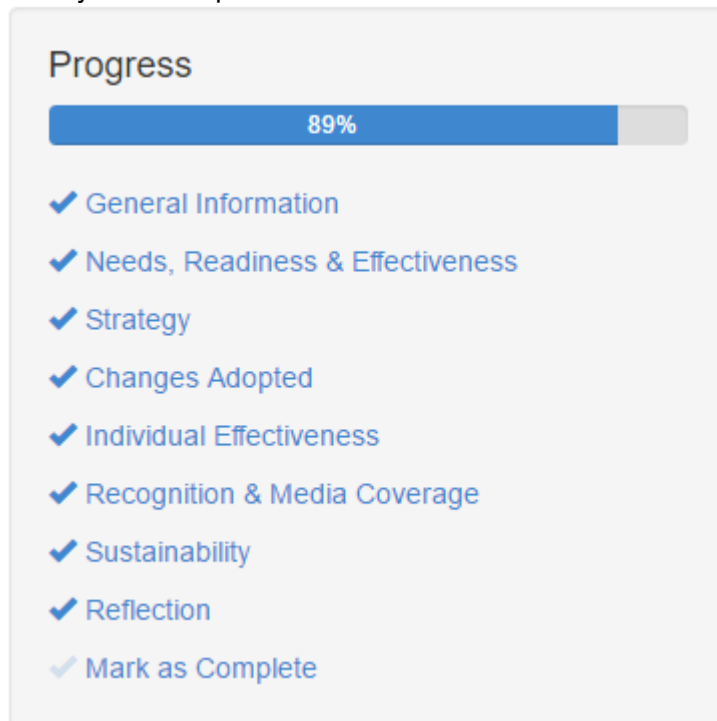 Progress
89%
General Information
Needs, Readiness & Effectiveness
Strategy
Changes Adopted
Individual Effectiveness
Recognition & Media Coverage
Sustainability
Reflection
Mark as Complete